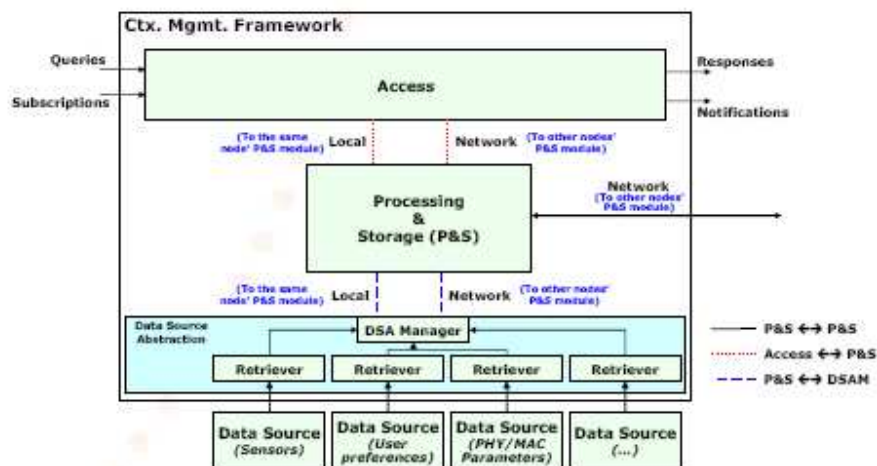 Ctx. Mgmt. Framework
Queries
Subscriptions
Access
Responses
Notifications
(To the same
node' P&S module)
Local
Network
(To other nodes'
P&S module)
Processing
&
Storage (P&S)
Network
(To other nodes'
P&S module)
(To the same
node' P&S module)
Local
Network
(To other nodes'
P&S module)
Data Source
Abstraction
DSA Manager
Retriever
Retriever
Retriever
Retriever
Data Source
(Sensors)
Data Source
(User
preferences)
Data Source
(PHY/MAC
Parameters)
Data Source
(...)
P&S ↔ P&S
Access ↔ P&S
P&S ↔ DSAM